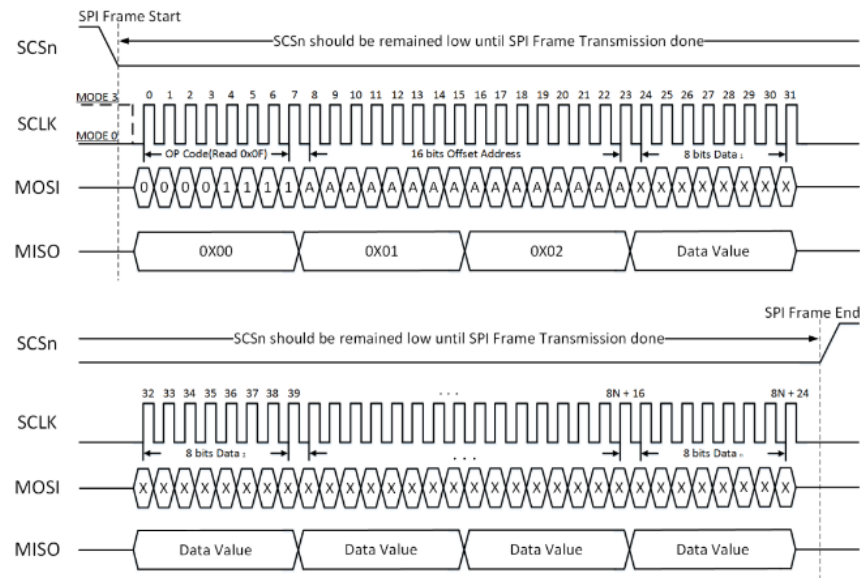 SPI Frame Start
SCSn
SCSn should be remained low until SPI Frame Transmission done
MODE 3
0 1 2 3 4 5 6 7 8 9 10 11 12 13 14 15 16 17 18 19 20 21 22 23 24 25 26 27 28 29 30 31
SCLK
MODE 0
OP Code(Read 0x0F) 16 bits Offset Address 8 bits Data 1
MOSI 0 0 0 0 1 1 1 1 A A A A A A A A A A A A A A A A X X X X X X X X
MISO 0X00 0X01 0X02 Data Value
SPI Frame End
SCSn SCSn should be remained low until SPI Frame Transmission done
32 33 34 35 36 37 38 39 . . . 8N + 16 8N + 24
SCLK
8 bits Data 2 . . . 8 bits Data n
MOSI X X X X X X X X X X X X X X X X X X X X X X X X X X X X X X X X
MISO Data Value Data Value Data Value Data Value